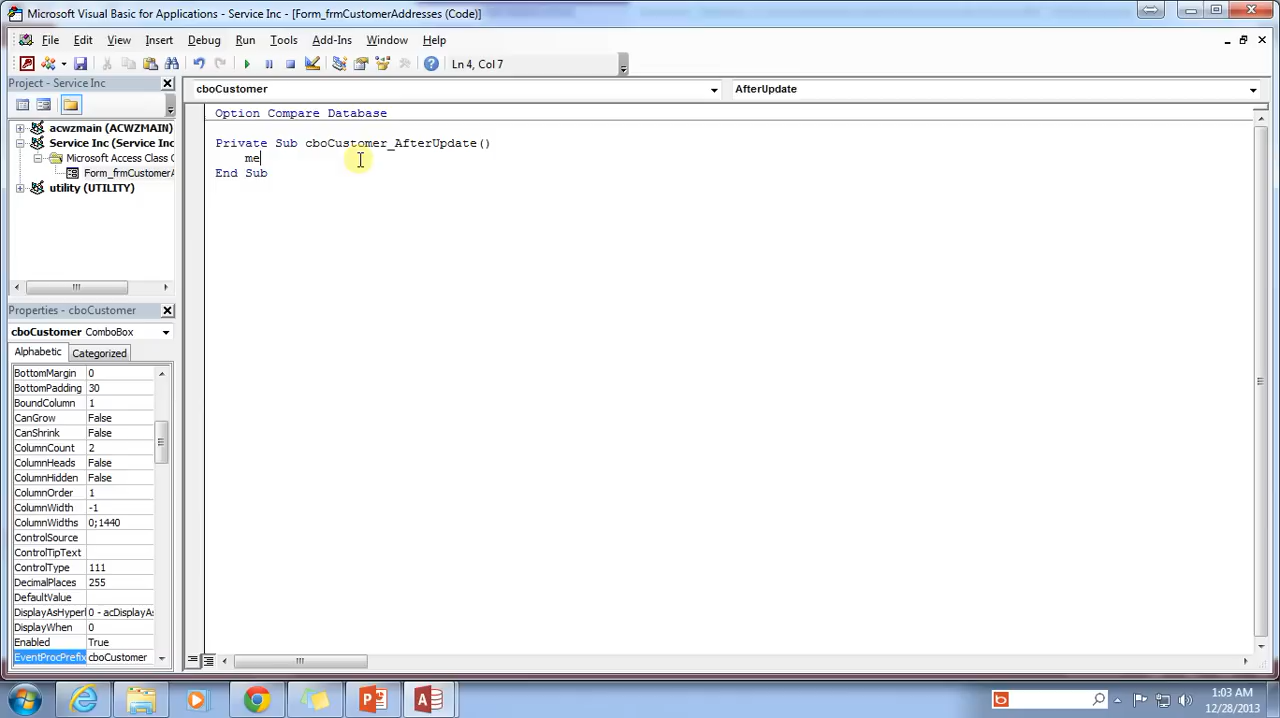 Microsoft Visual Basic for Applications - Service Inc - [Form_frmCustomerAddresses (Code)]
File Edit View Insert Format Debug Run Tools Add-Ins Window Help
Ln 4, Col 7
Project - Service Inc
cboCustomer
AfterUpdate
acwzmain (ACWZMAIN)
Service Inc (Service Inc
Microsoft Access Class O
Form_frmCustomerA
utility (UTILITY)
Option Compare Database
Private Sub cboCustomer_AfterUpdate()
me
End Sub
Properties - cboCustomer
cboCustomer ComboBox
Alphabetic Categorized
BottomMargin 0
BottomPadding 30
BoundColumn 1
CanGrow False
CanShrink False
ColumnCount 2
ColumnHeads False
ColumnHidden False
ColumnOrder 1
ColumnWidth -1
ColumnWidths 0;1440
ControlSource
ControlTipText
ControlType 111
DecimalPlaces 255
DefaultValue
DisplayAsHyperl 0 - acDisplayAs
DisplayWhen 0
Enabled True
EventProcPrefix cboCustomer
1:03 AM
12/28/2013